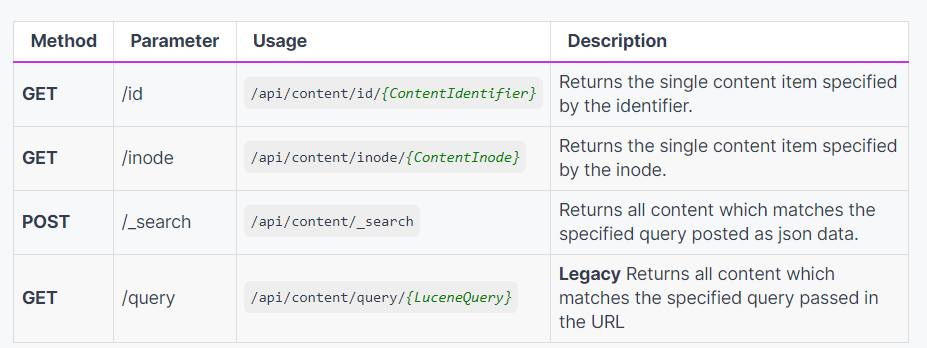 Method Parameter Usage Description
GET /id /api/content/id/{ContentIdentifier} Returns the single content item specified
by the identifier.
GET /inode /api/content/inode/{ContentInode} Returns the single content item specified
by the inode.
POST /_search /api/content/_search Returns all content which matches the
specified query posted as json data.
GET /query /api/content/query/{LuceneQuery} Legacy Returns all content which
matches the specified query passed in
the URL